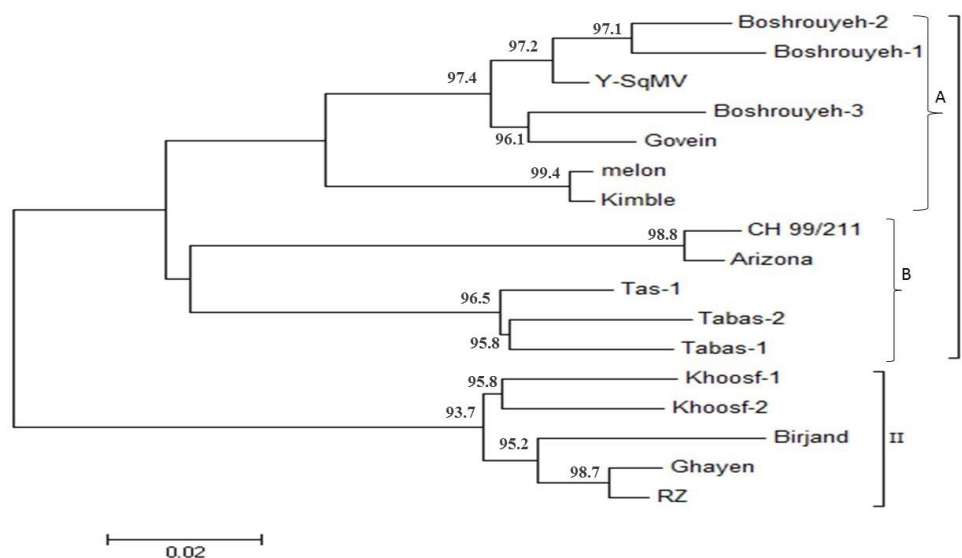 Boshrouyeh-2
97.1
97.2
Boshrouyeh-1
97.4
Y-SqMV
A
Boshrouyeh-3
96.1
Govein
99.4
melon
Kimble
CH 99/211
98.8
Arizona
B
Tas-1
96.5
Tabas-2
95.8
Tabas-1
Khoosf-1
95.8
93.7
Khoosf-2
95.2
Birjand
II
98.7
Ghayen
RZ
0.02